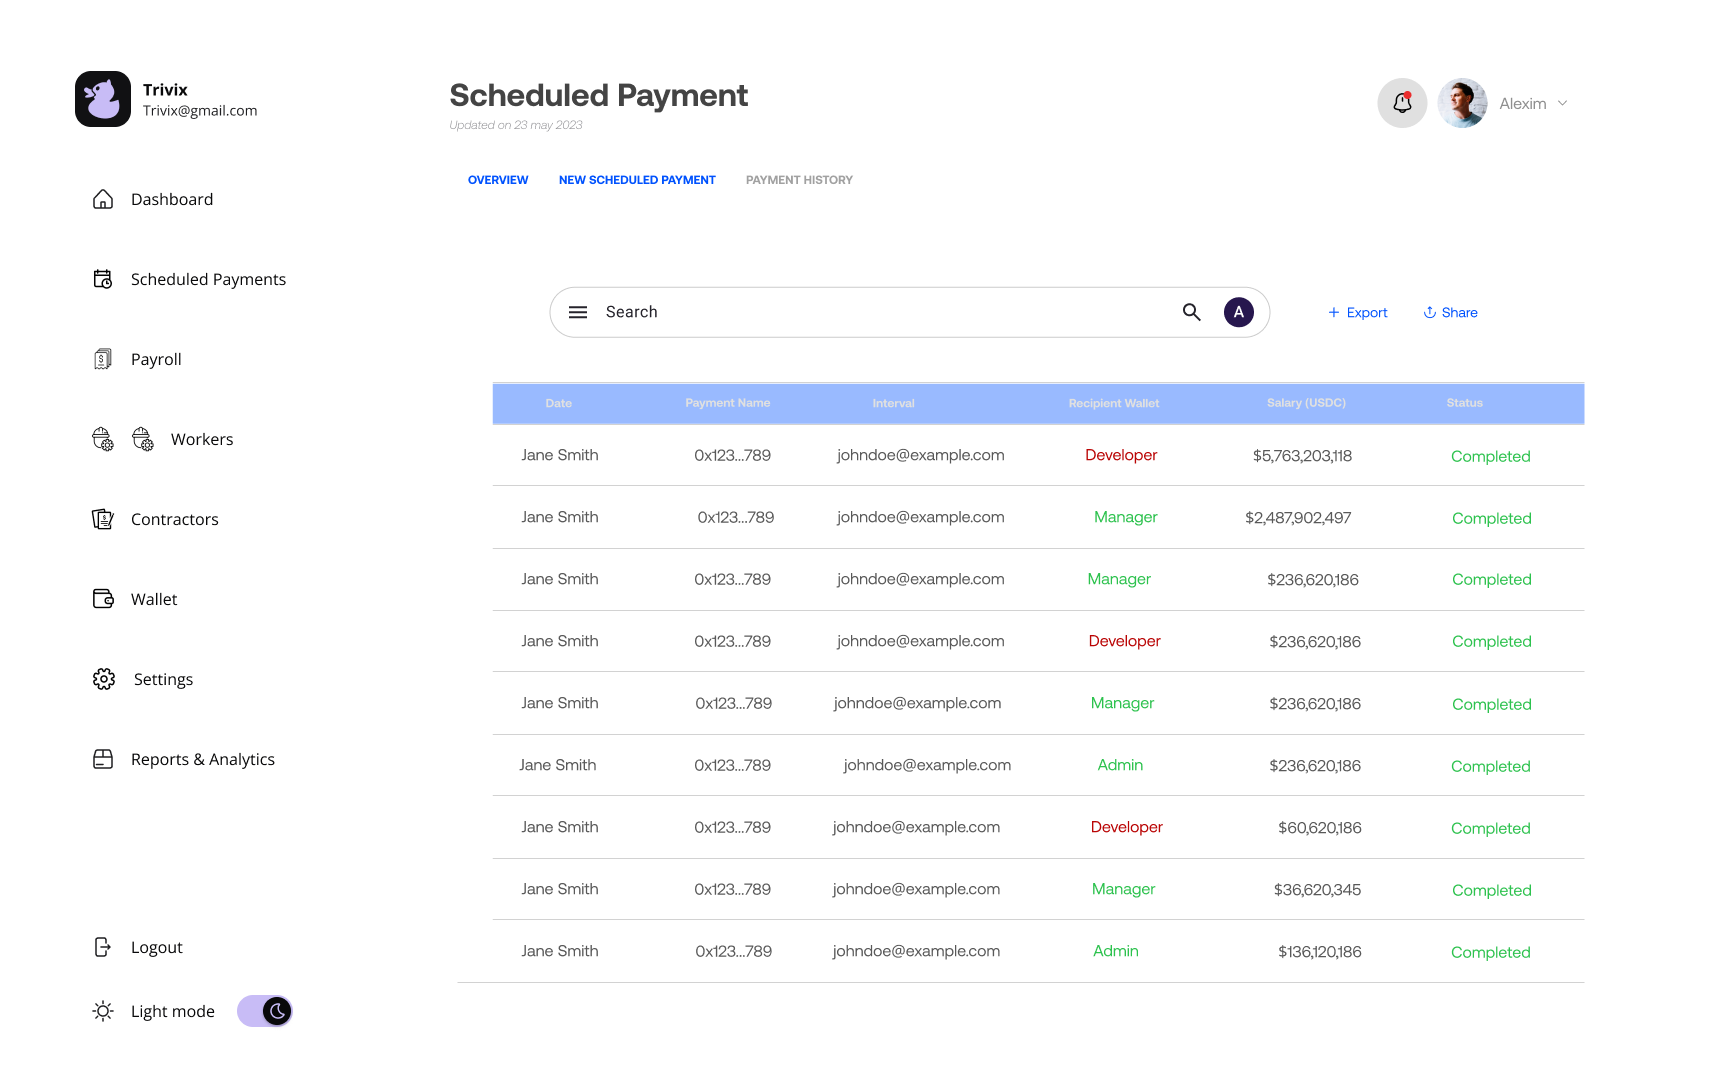 Trivix
Trivix@gmail.com
Dashboard
Scheduled Payments
Payroll
Workers
Contractors
Wallet
Settings
Reports & Analytics
Logout
Light mode
Scheduled Payment
Updated on 23 may 2023
Alexim
OVERVIEW NEW SCHEDULED PAYMENT PAYMENT HISTORY
Search A + Export Share
Date Payment Name Interval Recipient Wallet Salary (USDC) Status
Jane Smith 0x123...789 johndoe@example.com Developer $5,763,203,118 Completed
Jane Smith 0x123...789 johndoe@example.com Manager $2,487,902,497 Completed
Jane Smith 0x123...789 johndoe@example.com Manager $236,620,186 Completed
Jane Smith 0x123...789 johndoe@example.com Developer $236,620,186 Completed
Jane Smith 0x123...789 johndoe@example.com Manager $236,620,186 Completed
Jane Smith 0x123...789 johndoe@example.com Admin $236,620,186 Completed
Jane Smith 0x123...789 johndoe@example.com Developer $60,620,186 Completed
Jane Smith 0x123...789 johndoe@example.com Manager $36,620,345 Completed
Jane Smith 0x123...789 johndoe@example.com Admin $136,120,186 Completed